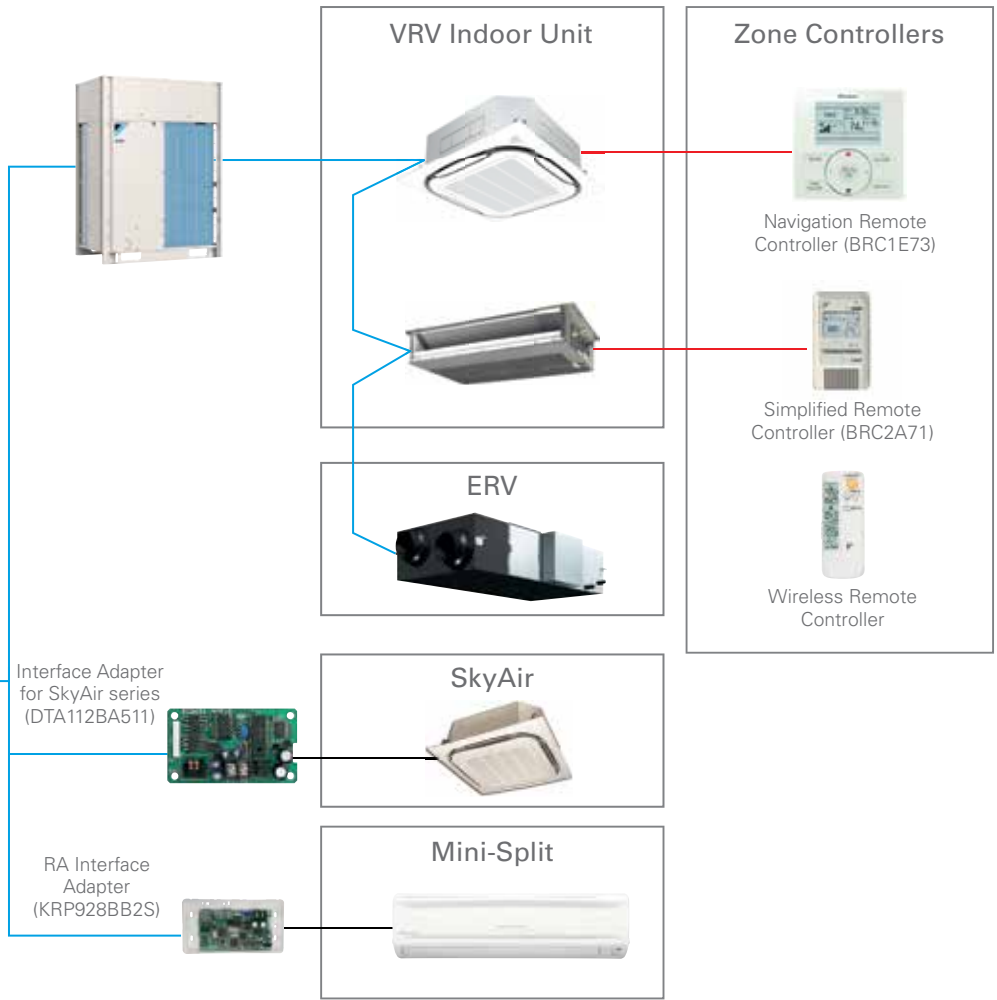 VRV Indoor Unit
Zone Controllers
Navigation Remote
Controller (BRC1E73)
Simplified Remote
Controller (BRC2A71)
Wireless Remote
Controller
ERV
Interface Adapter
for SkyAir series
(DTA112BA511)
SkyAir
RA Interface
Adapter
(KRP928BB2S)
Mini-Split